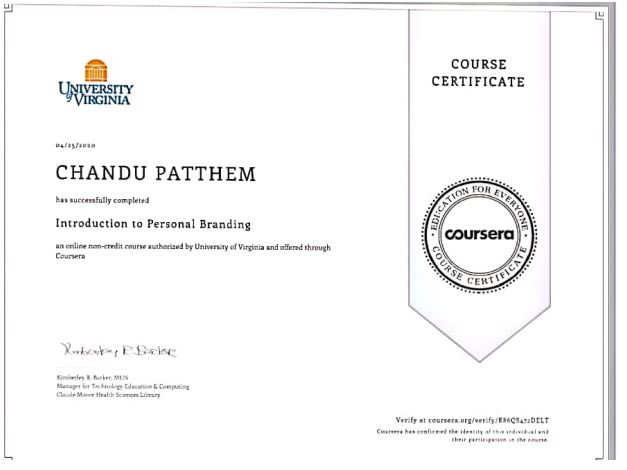 UNIVERSITY
of VIRGINIA
COURSE
CERTIFICATE
04/25/2020
CHANDU PATTHEM
has successfully completed
Introduction to Personal Branding
an online non-credit course authorized by University of Virginia and offered through
Coursera
EDUCATION FOR EVERYONE
coursera
COURSE CERTIFICATE
Kimberley R. Barker
Kimberley R. Barker, MLIS
Manager for Technology Education & Computing
Claude Moore Health Sciences Library
Verify at coursera.org/verify/R86QS472DELT
Coursera has confirmed the identity of this individual and
their participation in the course.